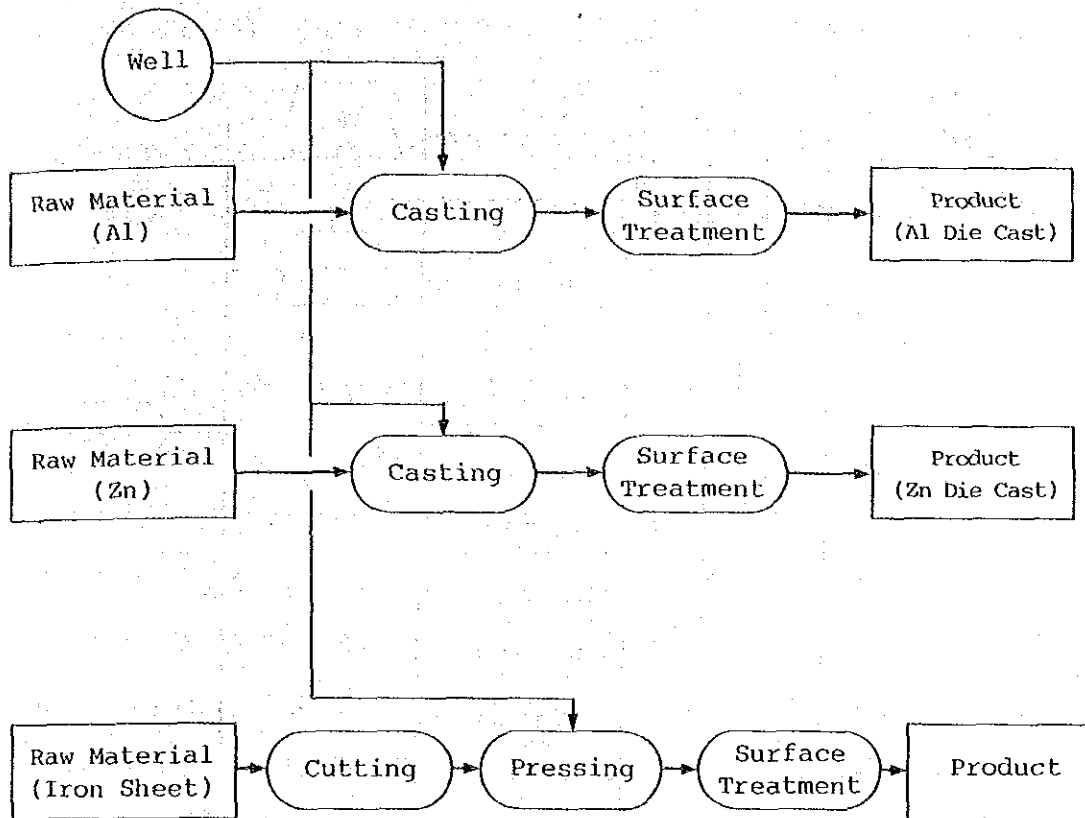 Well
Raw Material
(Al)
Casting
Surface
Treatment
Product
(Al Die Cast)
Raw Material
(Zn)
Casting
Surface
Treatment
Product
(Zn Die Cast)
Raw Material
(Iron Sheet)
Cutting
Pressing
Surface
Treatment
Product